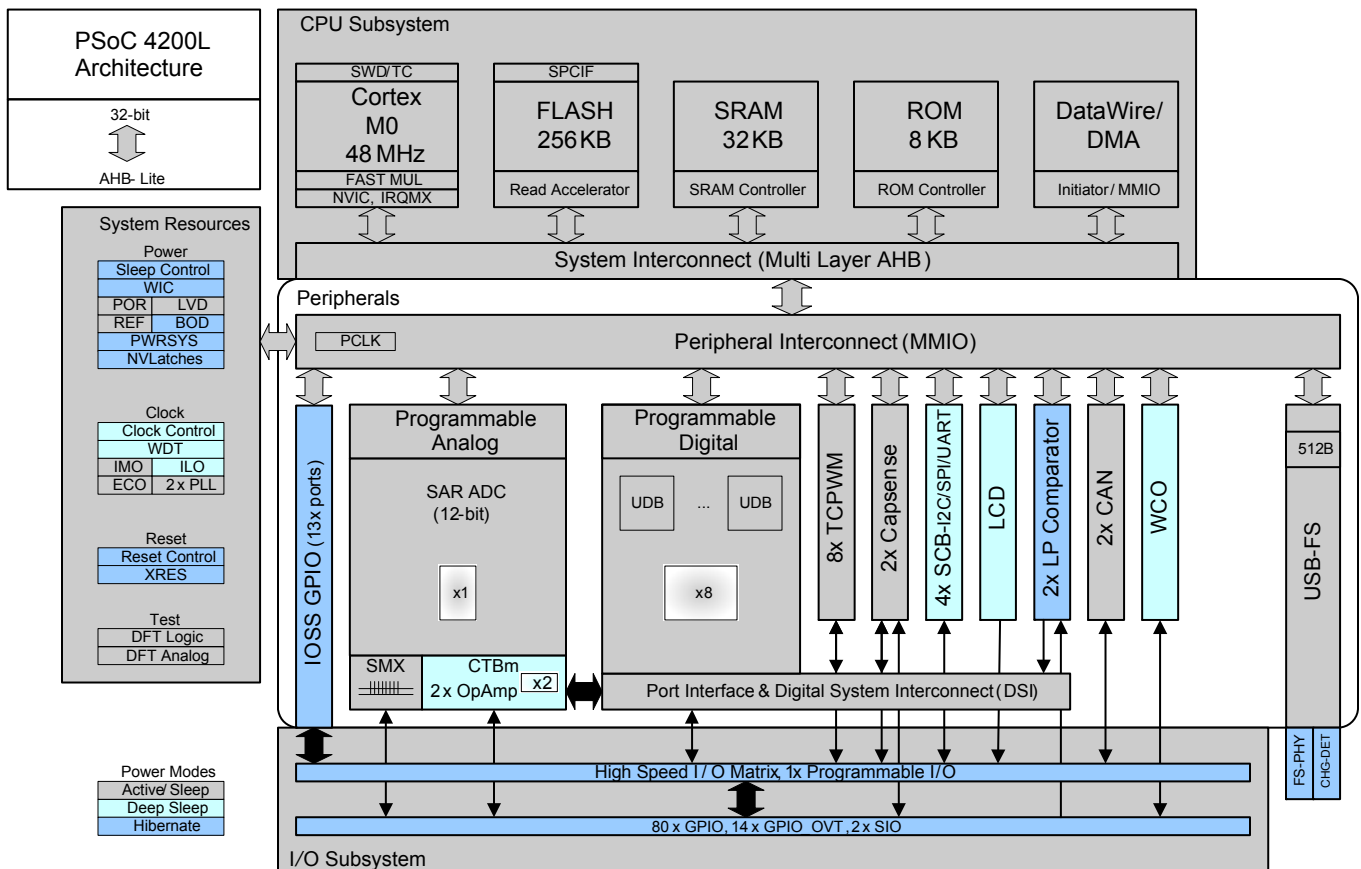 PSoC 4200L
Architecture
32-bit
AHB- Lite
CPU Subsystem
SWD/TC
Cortex
M0
48 MHz
FAST MUL
NVIC, IRQMX
SPCIF
FLASH
256KB
Read Accelerator
SRAM
32KB
SRAM Controller
ROM
8 KB
ROM Controller
DataWire/
DMA
Initiator/MMIO
System Interconnect (Multi Layer AHB)
System Resources
Power
Sleep Control
WIC
POR LVD
REF BOD
PWRSYS
NVLatches
Clock
Clock Control
WDT
IMO ILO
ECO 2x PLL
Reset
Reset Control
XRES
Test
DFT Logic
DFT Analog
Peripherals
PCLK
Peripheral Interconnect (MMIO)
IOSS GPIO (13x ports)
Programmable
Analog
SAR ADC
(12-bit)
x1
SMX
CTBm
2x OpAmp
x2
Programmable
Digital
UDB ... UDB
x8
8x TCPWM
2x Capsense
4x SCB-I2C/SPI/UART
LCD
2x LP Comparator
2x CAN
WCO
512B
USB-FS
FS-PHY
CHG-DET
Port Interface & Digital System Interconnect (DSI)
Power Modes
Active/Sleep
Deep Sleep
Hibernate
High Speed I/O Matrix, 1x Programmable I/O
80x GPIO, 14x GPIO OVT, 2x SIO
I/O Subsystem